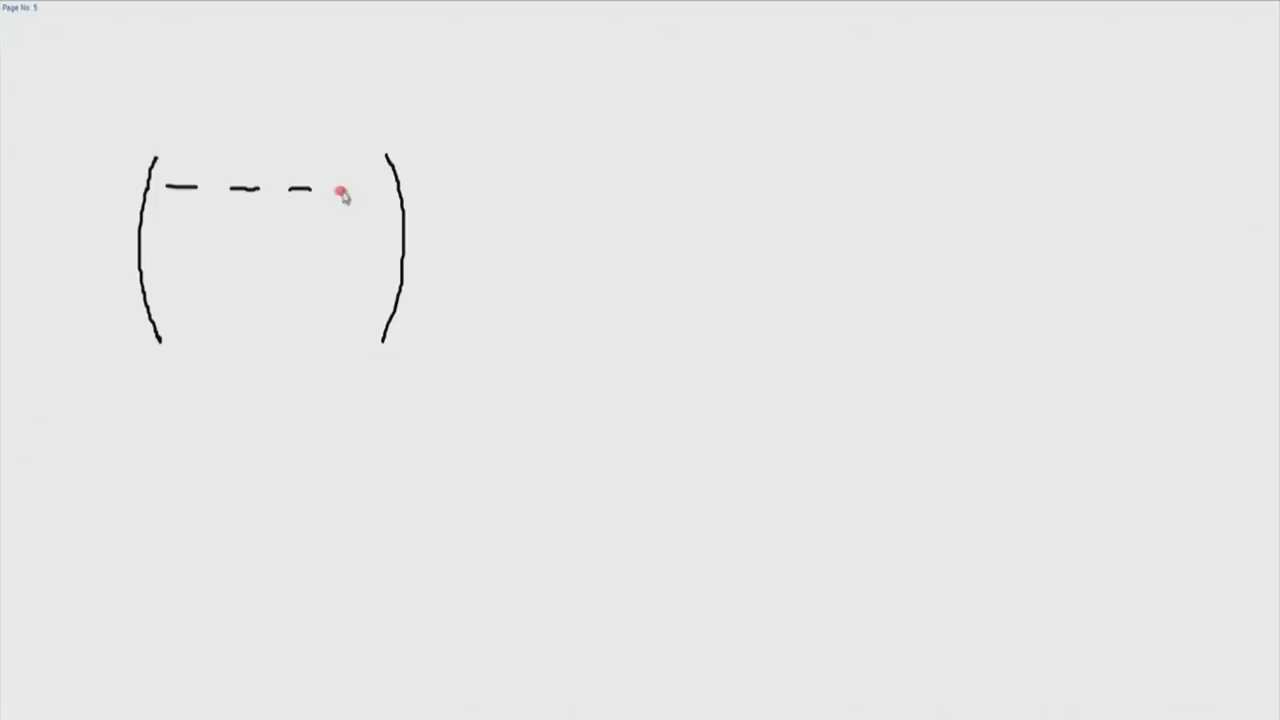 Page No: 5
( — — — )